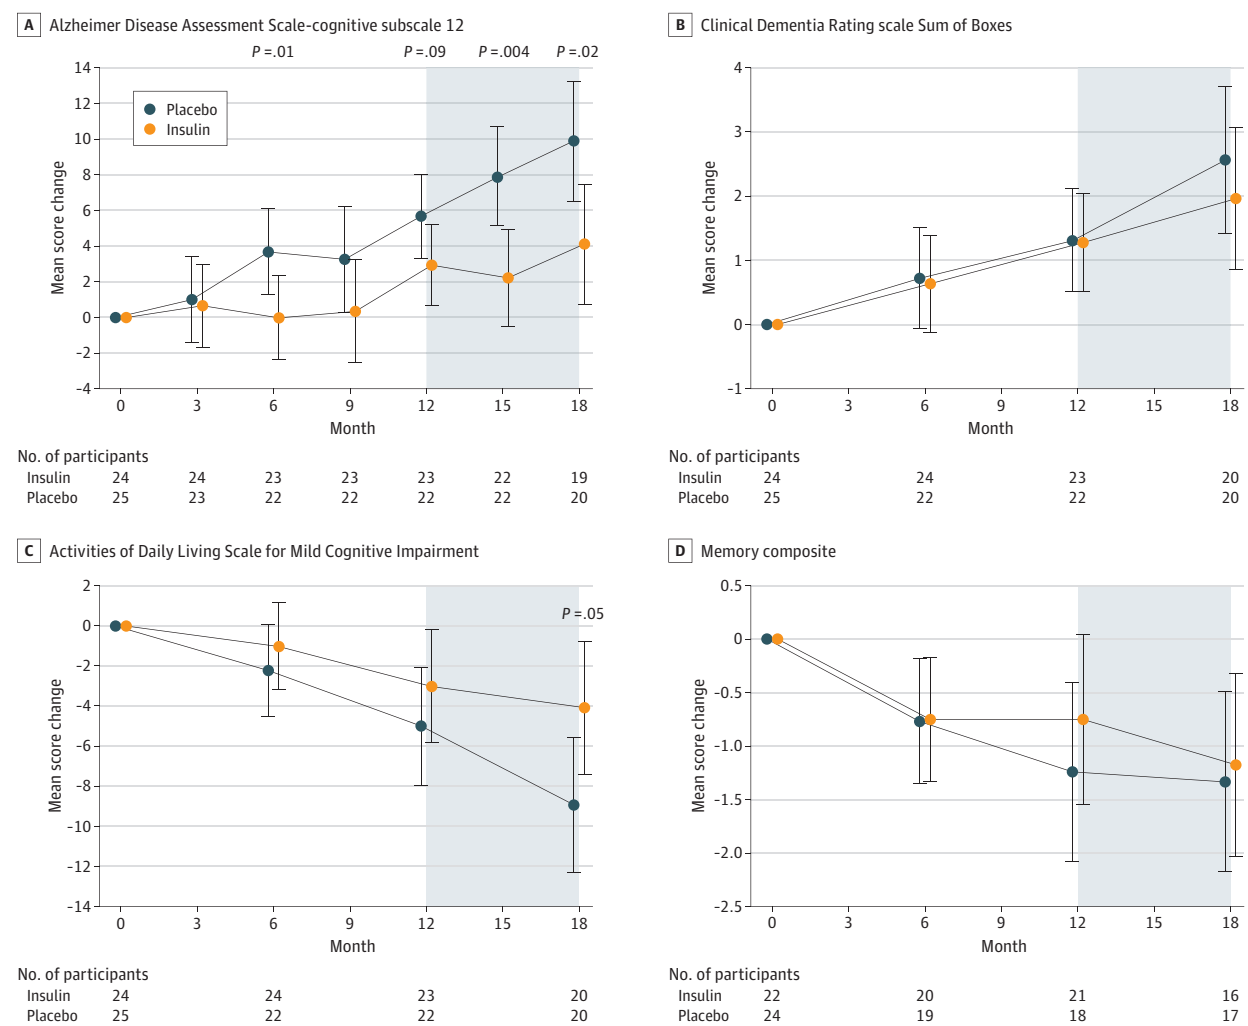 A Alzheimer Disease Assessment Scale-cognitive subscale 12
P =.01 P =.09 P =.004 P =.02
14
12
10
8
6
4
2
0
-2
-4
Mean score change
Placebo
Insulin
0 3 6 9 12 15 18
Month
No. of participants
Insulin 24 24 23 23 23 22 19
Placebo 25 23 22 22 22 22 20
B Clinical Dementia Rating scale Sum of Boxes
4
3
2
1
0
-1
Mean score change
0 3 6 9 12 15 18
Month
No. of participants
Insulin 24 24 23 20
Placebo 25 22 22 20
C Activities of Daily Living Scale for Mild Cognitive Impairment
P =.05
2
0
-2
-4
-6
-8
-10
-12
-14
Mean score change
0 3 6 9 12 15 18
Month
No. of participants
Insulin 24 24 23 20
Placebo 25 22 22 20
D Memory composite
0.5
0
-0.5
-1.0
-1.5
-2.0
-2.5
Mean score change
0 3 6 9 12 15 18
Month
No. of participants
Insulin 22 20 21 16
Placebo 24 19 18 17